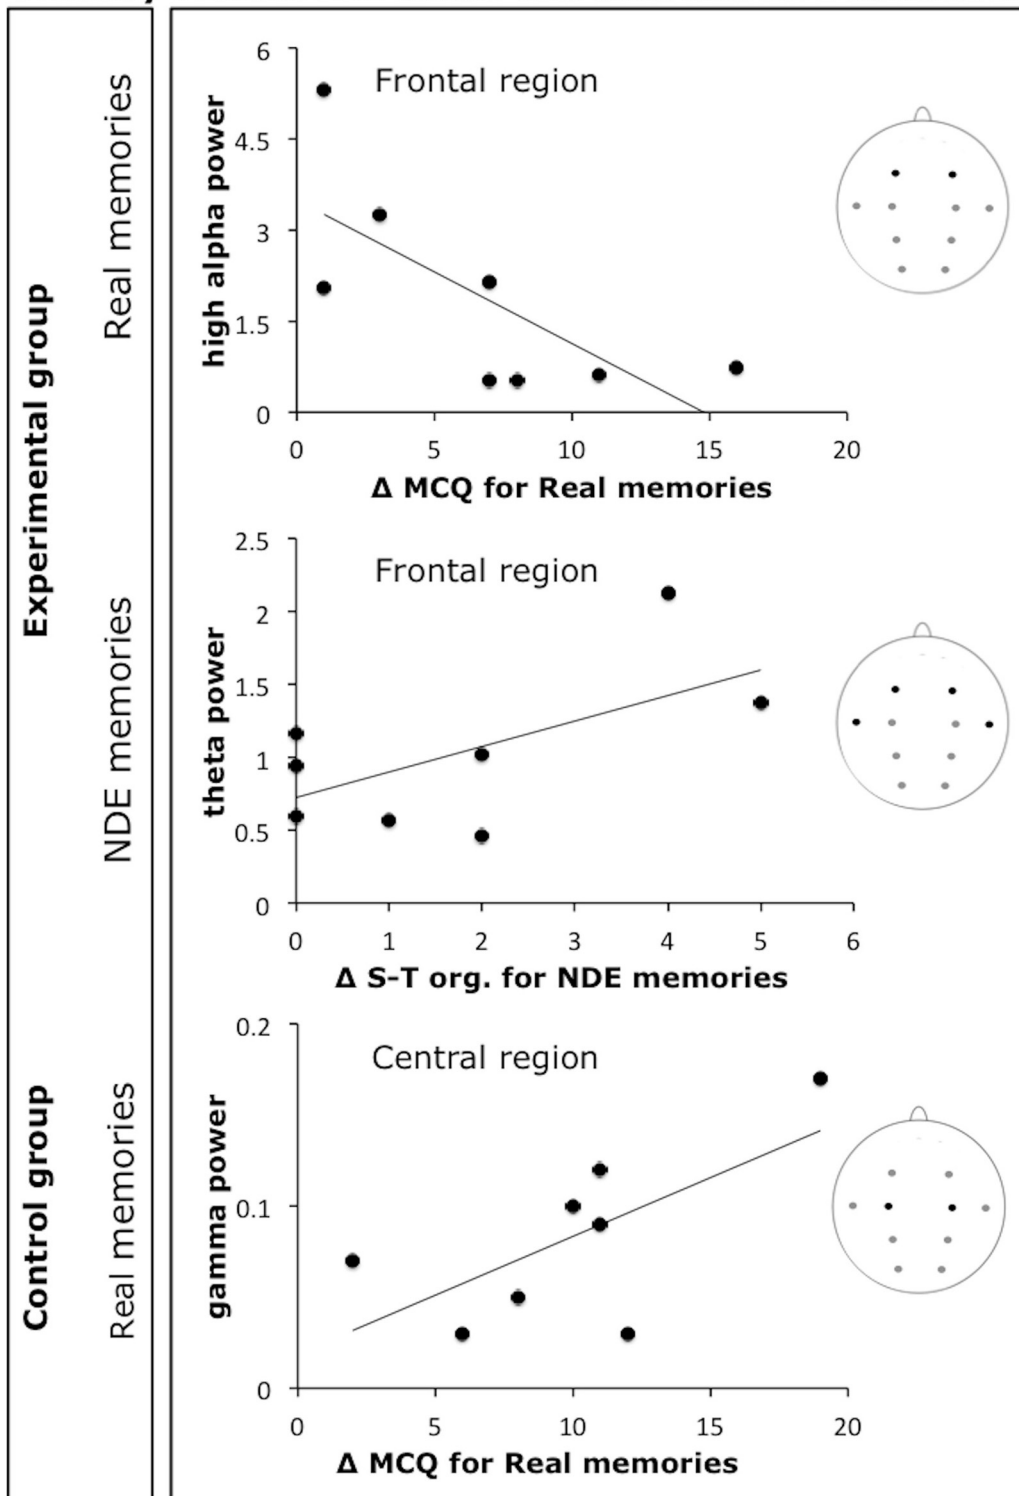 Experimental group
Real memories
Frontal region
high alpha power
6
4.5
3
1.5
0
0 5 10 15 20
Δ MCQ for Real memories
NDE memories
Frontal region
theta power
2.5
2
1.5
1
0.5
0
0 1 2 3 4 5 6
Δ S-T org. for NDE memories
Control group
Real memories
Central region
gamma power
0.2
0.1
0
0 5 10 15 20
Δ MCQ for Real memories